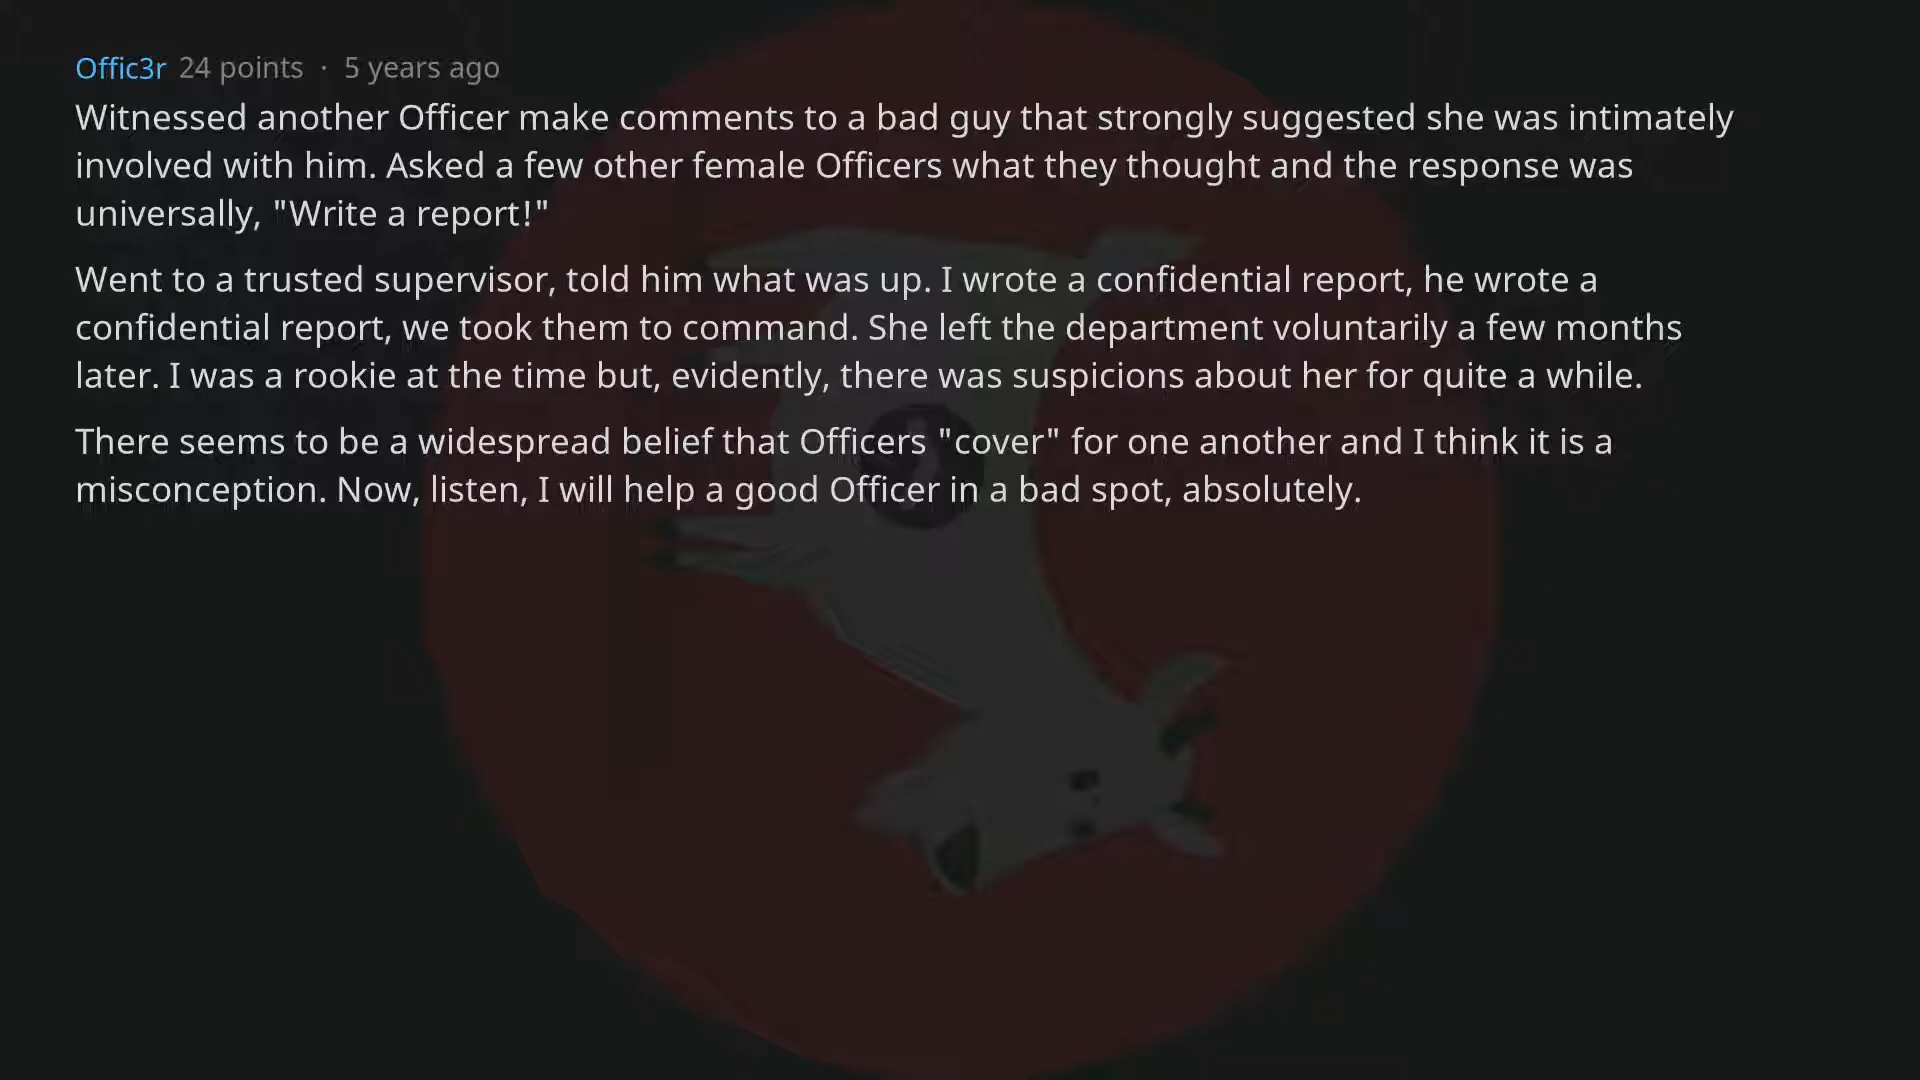 Offic3r 24 points · 5 years ago
Witnessed another Officer make comments to a bad guy that strongly suggested she was intimately
involved with him. Asked a few other female Officers what they thought and the response was
universally, "Write a report!"
Went to a trusted supervisor, told him what was up. I wrote a confidential report, he wrote a
confidential report, we took them to command. She left the department voluntarily a few months
later. I was a rookie at the time but, evidently, there was suspicions about her for quite a while.
There seems to be a widespread belief that Officers "cover" for one another and I think it is a
misconception. Now, listen, I will help a good Officer in a bad spot, absolutely.